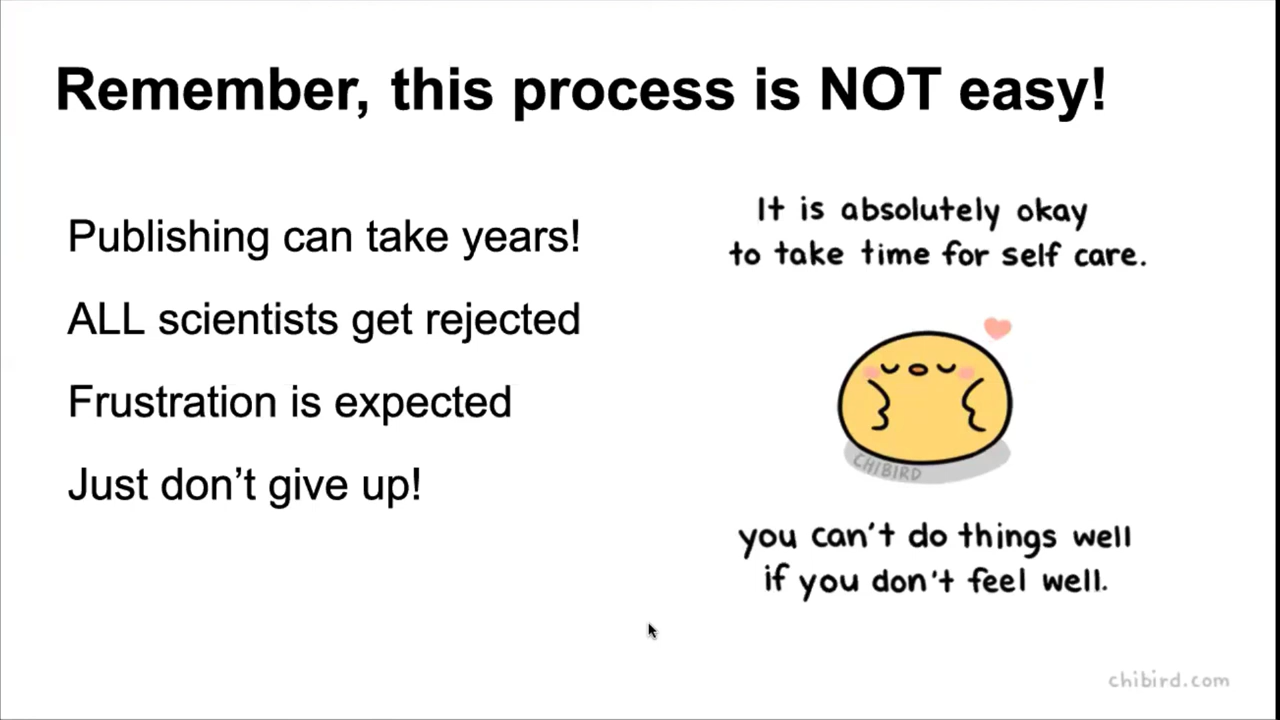 Remember, this process is NOT easy!
Publishing can take years!
ALL scientists get rejected
Frustration is expected
Just don’t give up!
It is absolutely okay
to take time for self care.
CHIBIRD
you can't do things well
if you don't feel well.
chibird.com